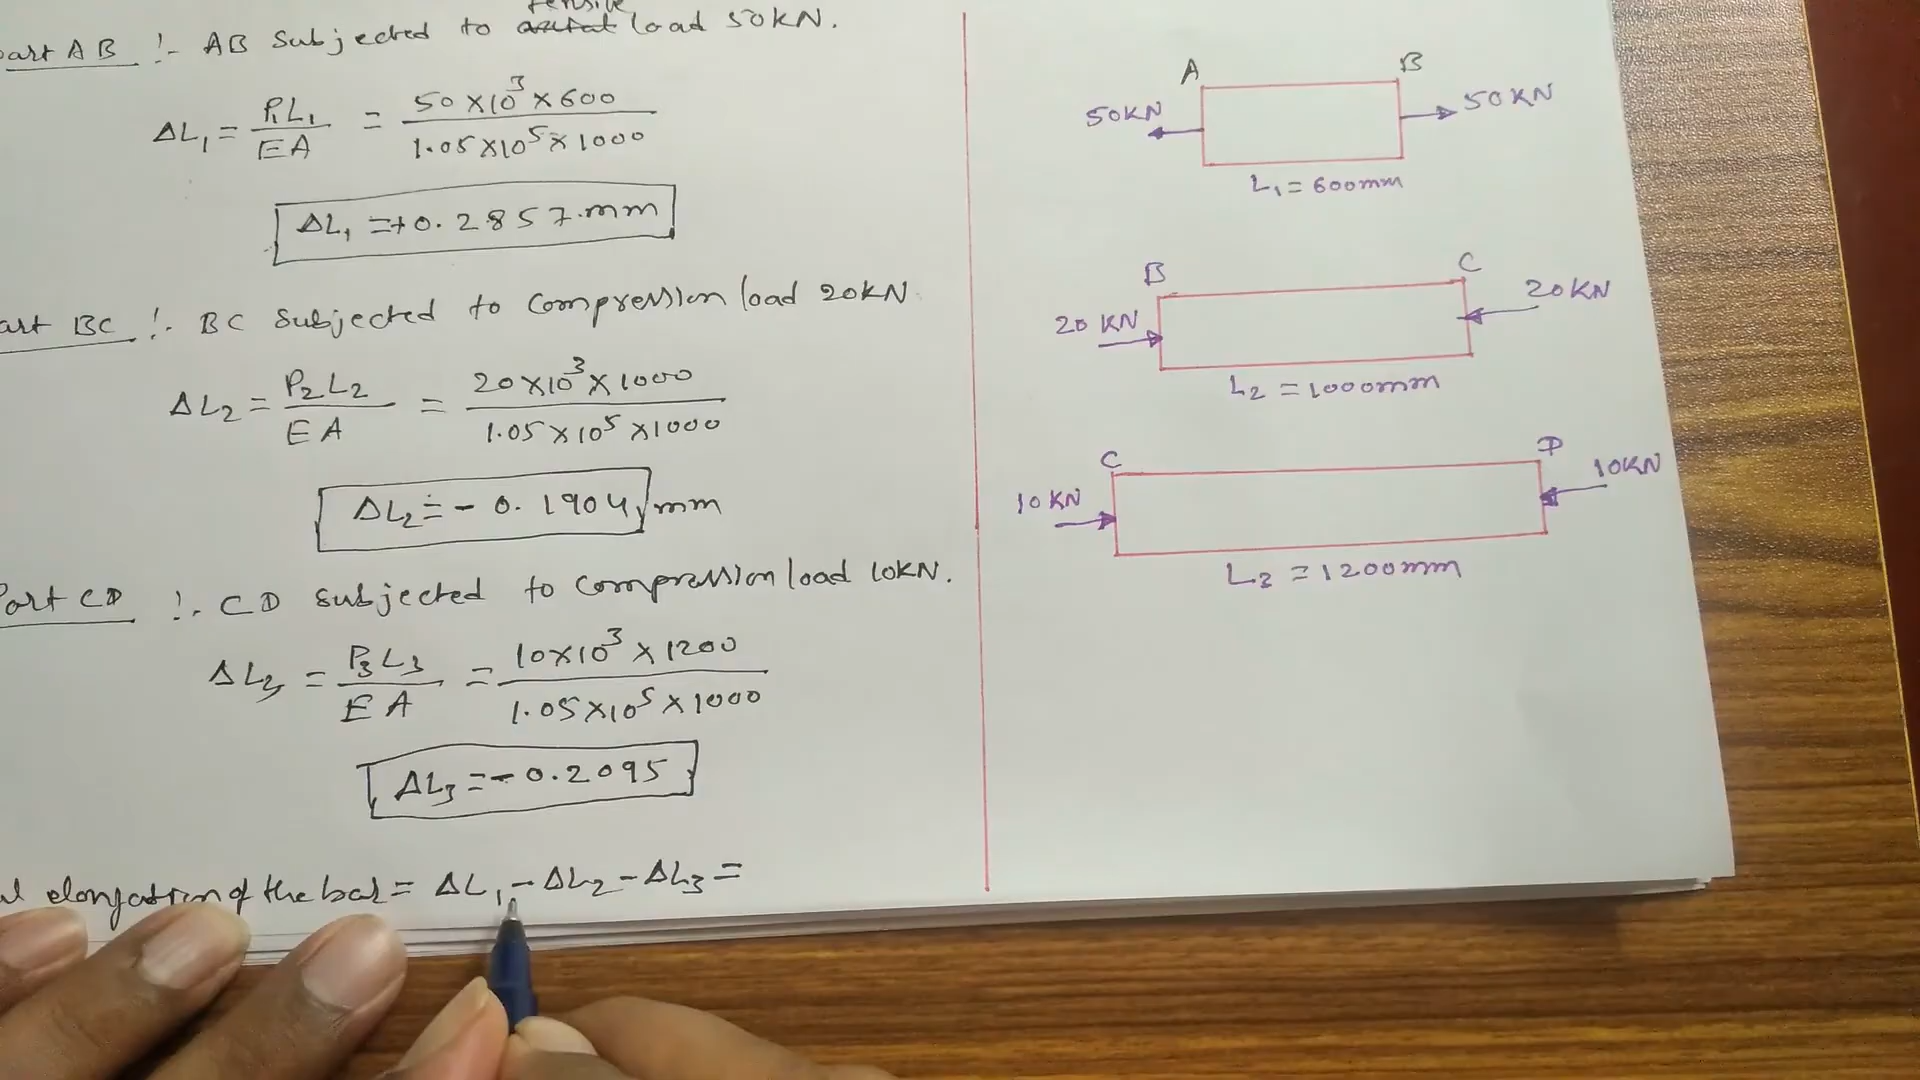 art AB :- AB Subjected to tensile load 50KN.
ΔL₁ = P₁L₁ / EA = 50×10³×600 / 1.05×10⁵×1000
ΔL₁ = +0.2857.mm
art BC :- BC Subjected to Compression load 20KN.
ΔL₂ = P₂L₂ / EA = 20×10³×1000 / 1.05×10⁵×1000
ΔL₂ = - 0.1904 mm
Part CD :- CD Subjected to Compression load 10KN.
ΔL₃ = P₃L₃ / EA = 10×10³×1200 / 1.05×10⁵×1000
ΔL₃ = - 0.2095
l elongation of the bar = ΔL₁ - ΔL₂ - ΔL₃ =
A B
50KN 50KN
L₁ = 600mm
B C
20 KN 20KN
L₂ = 1000mm
C D
10 KN 10KN
L₃ = 1200mm